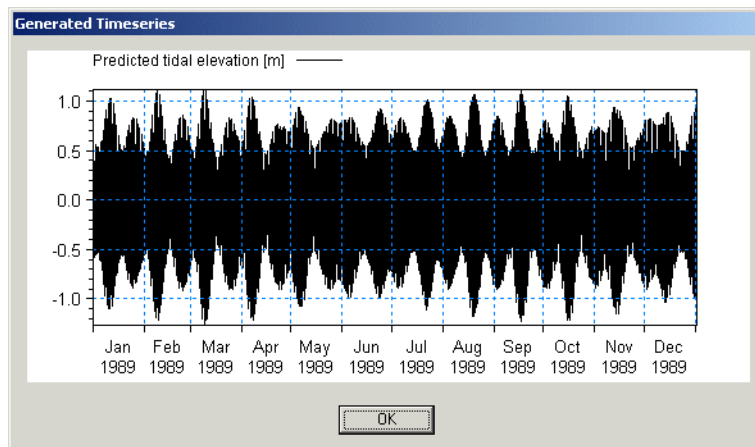 Generated Timeseries
Predicted tidal elevation [m]
1.0
0.5
0.0
-0.5
-1.0
Jan Feb Mar Apr May Jun Jul Aug Sep Oct Nov Dec
1989 1989 1989 1989 1989 1989 1989 1989 1989 1989 1989 1989
OK